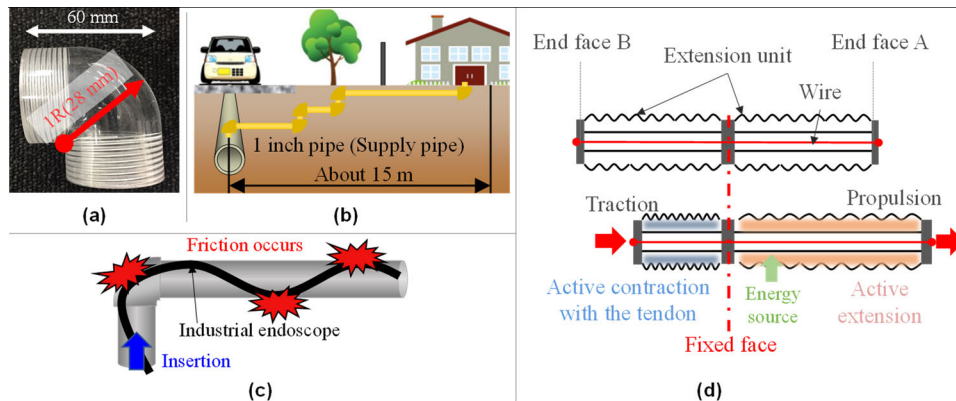 60 mm
1R(28 mm)
(a)
1 inch pipe (Supply pipe)
About 15 m
(b)
Friction occurs
Industrial endoscope
Insertion
(c)
End face B
End face A
Extension unit
Wire
Traction
Propulsion
Active contraction
with the tendon
Energy
source
Active
extension
Fixed face
(d)